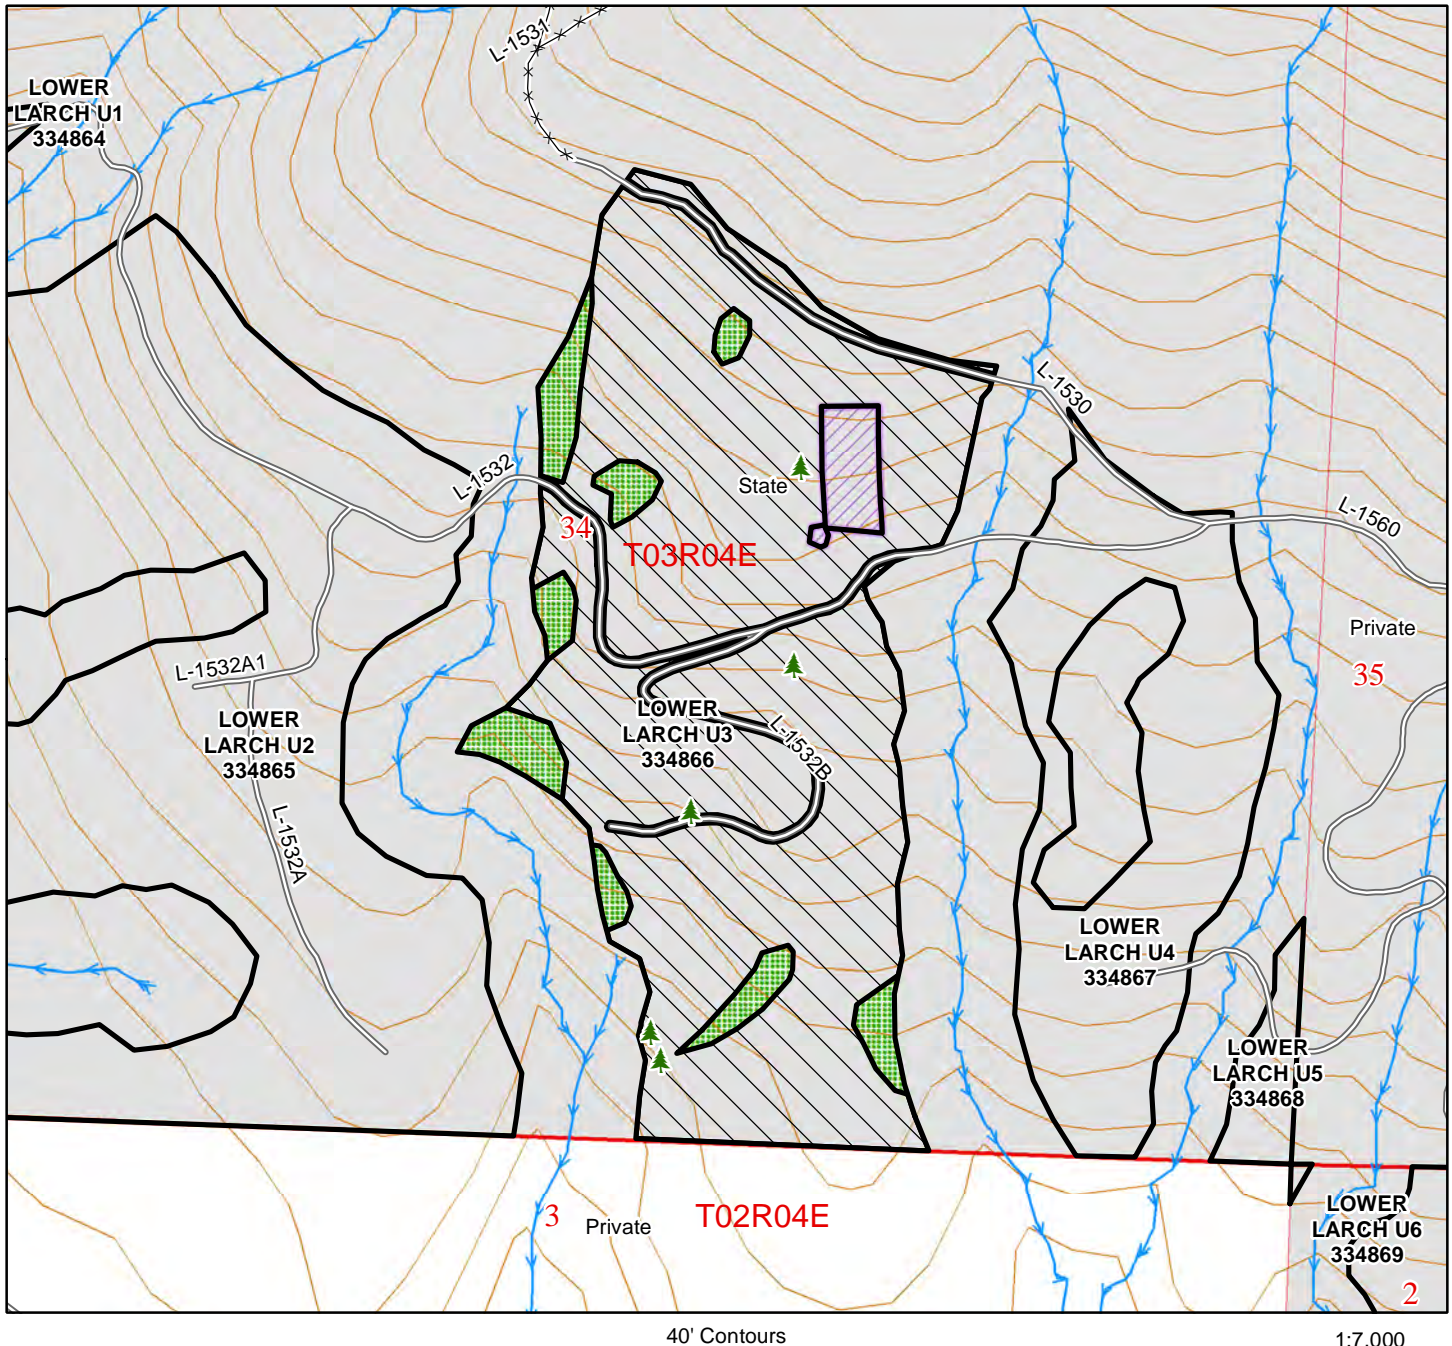 L-1531
LOWER
LARCH U1
334864
L-1530
L-1532
State
L-1560
34
T03R04E
Private
35
L-1532A1
LOWER
LARCH U2
334865
LOWER
LARCH U3
334866
L-1532B
L-1532A
LOWER
LARCH U4
334867
LOWER
LARCH U5
334868
3
Private
T02R04E
LOWER
LARCH U6
334869
2
40' Contours
1:7,000